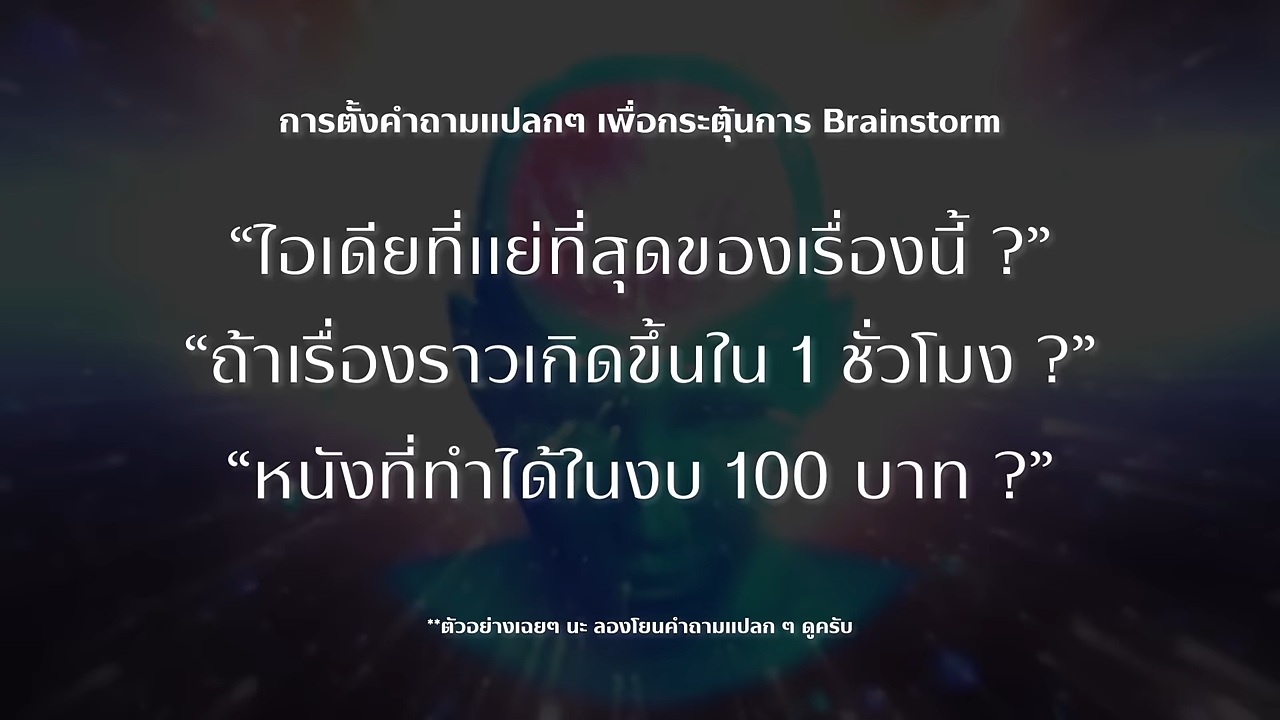 การตั้งคำถามแปลกๆ เพื่อกระตุ้นการ Brainstorm
“ไอเดียที่แย่ที่สุดของเรื่องนี้ ?”
“ถ้าเรื่องราวเกิดขึ้นใน 1 ชั่วโมง ?”
“หนังที่ทำได้ในงบ 100 บาท ?”
**ตัวอย่างเฉยๆ นะ ลองโยนคำถามแปลก ๆ ดูครับ